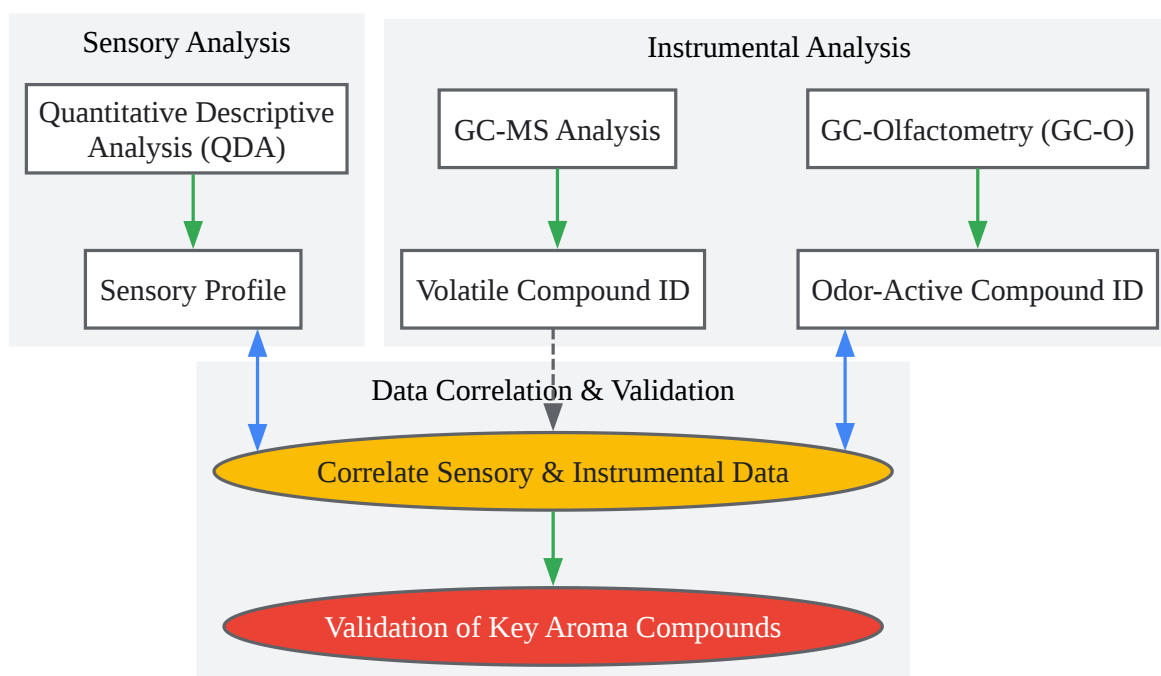 Sensory Analysis
Quantitative Descriptive
Analysis (QDA)
Sensory Profile
Instrumental Analysis
GC-MS Analysis
GC-Olfactometry (GC-O)
Volatile Compound ID
Odor-Active Compound ID
Data Correlation & Validation
Correlate Sensory & Instrumental Data
Validation of Key Aroma Compounds